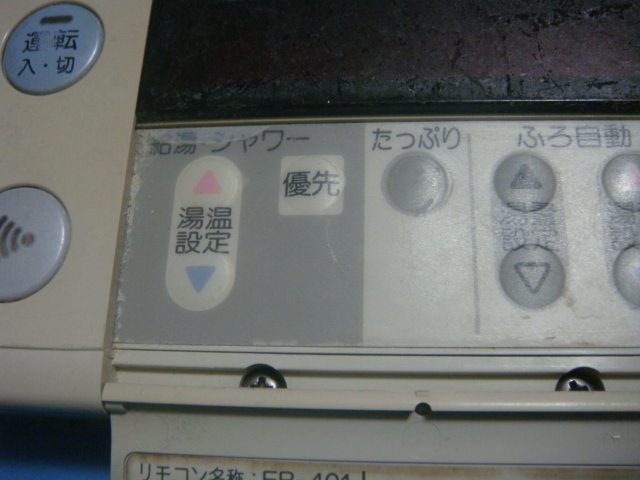 運転
入・切
給湯・シャワー
優先
湯温
設定
たっぷり
ふろ自動
リモコン名称: